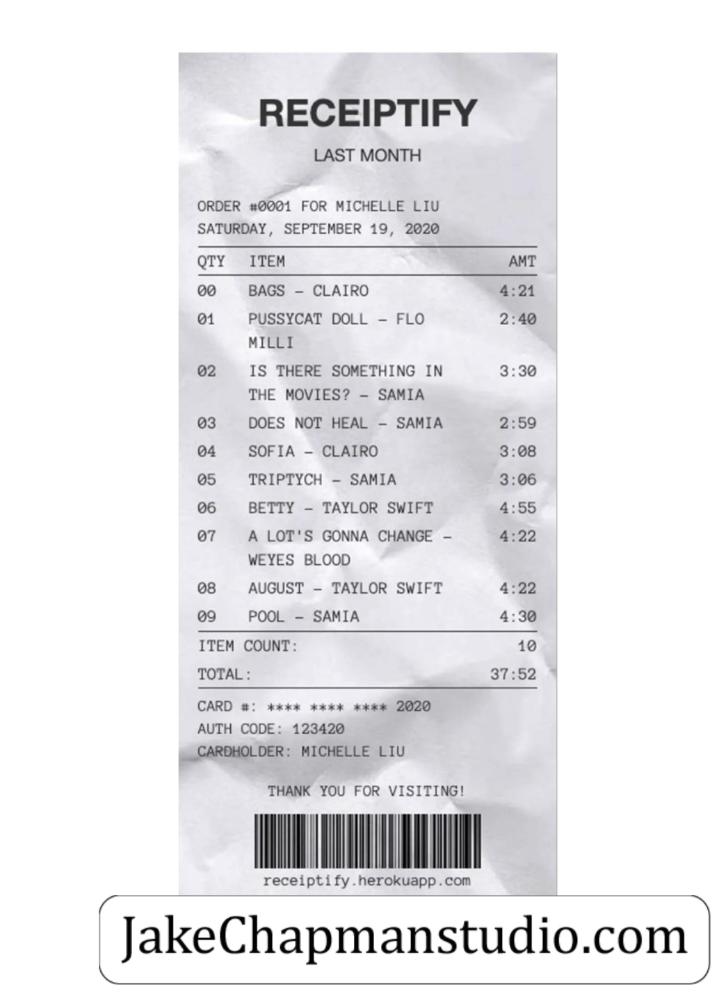 RECEIPTIFY
LAST MONTH
ORDER #0001 FOR MICHELLE LIU
SATURDAY, SEPTEMBER 19, 2020
QTY ITEM AMT
00 BAGS – CLAIRO 4:21
01 PUSSYCAT DOLL – FLO 2:40
MILLI
02 IS THERE SOMETHING IN 3:30
THE MOVIES? – SAMIA
03 DOES NOT HEAL – SAMIA 2:59
04 SOFIA – CLAIRO 3:08
05 TRIPTYCH – SAMIA 3:06
06 BETTY – TAYLOR SWIFT 4:55
07 A LOT'S GONNA CHANGE – 4:22
WEYES BLOOD
08 AUGUST – TAYLOR SWIFT 4:22
09 POOL – SAMIA 4:30
ITEM COUNT: 10
TOTAL: 37:52
CARD #: **** **** **** 2020
AUTH CODE: 123420
CARDHOLDER: MICHELLE LIU
THANK YOU FOR VISITING!
receiptify.herokuapp.com
JakeChapmanstudio.com